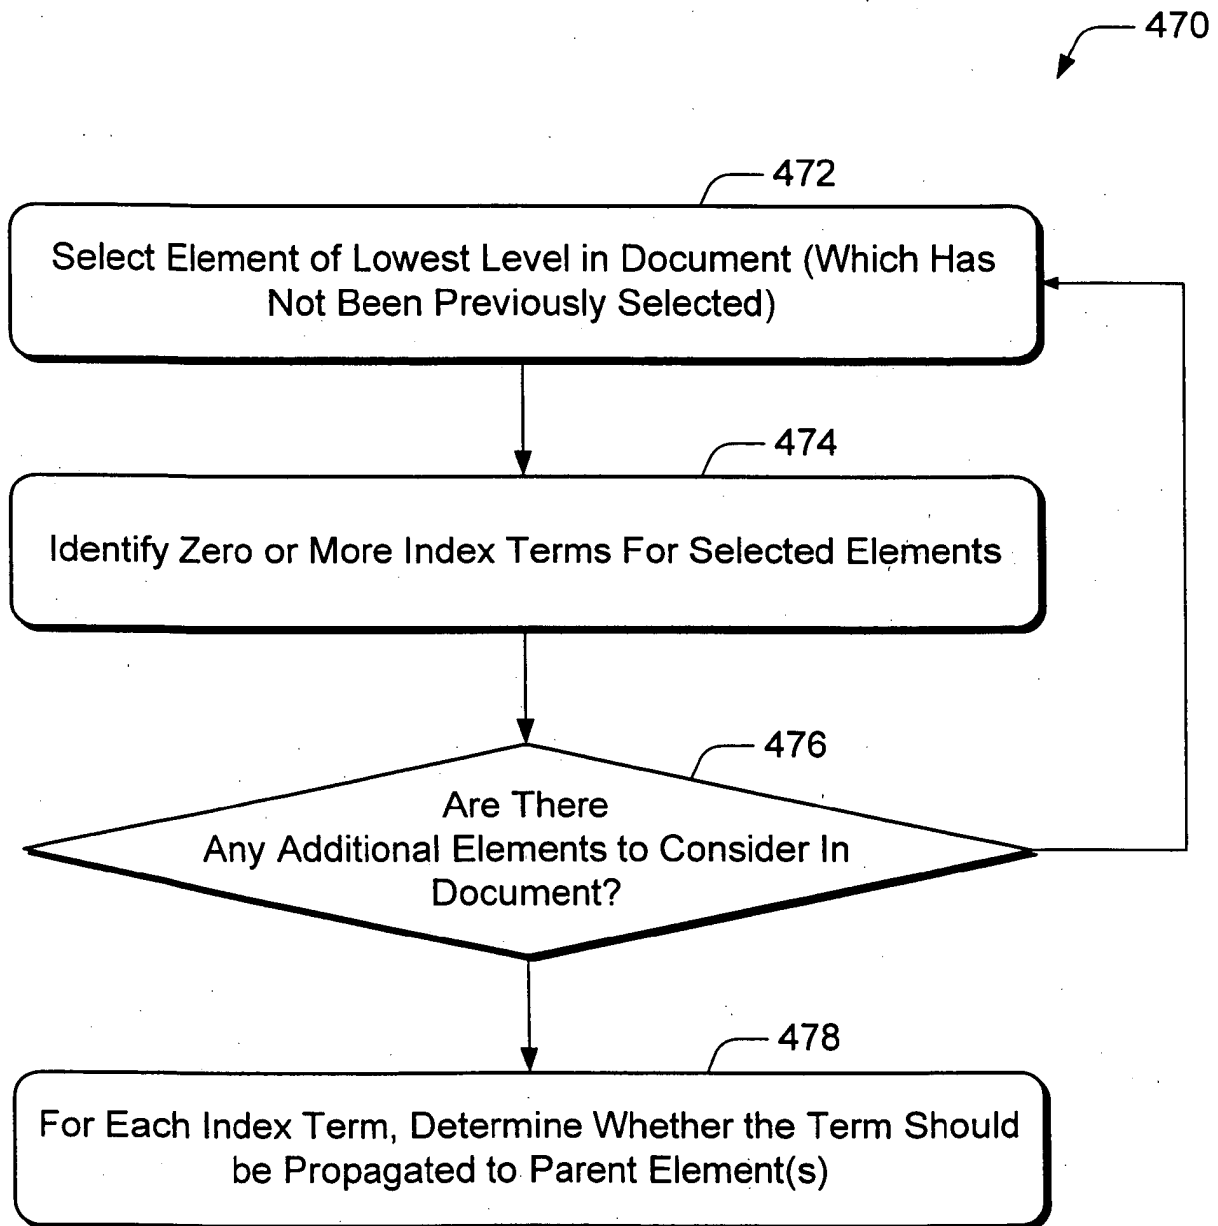 470
472
Select Element of Lowest Level in Document (Which Has
Not Been Previously Selected)
474
Identify Zero or More Index Terms For Selected Elements
476
Are There
Any Additional Elements to Consider In
Document?
478
For Each Index Term, Determine Whether the Term Should
be Propagated to Parent Element(s)